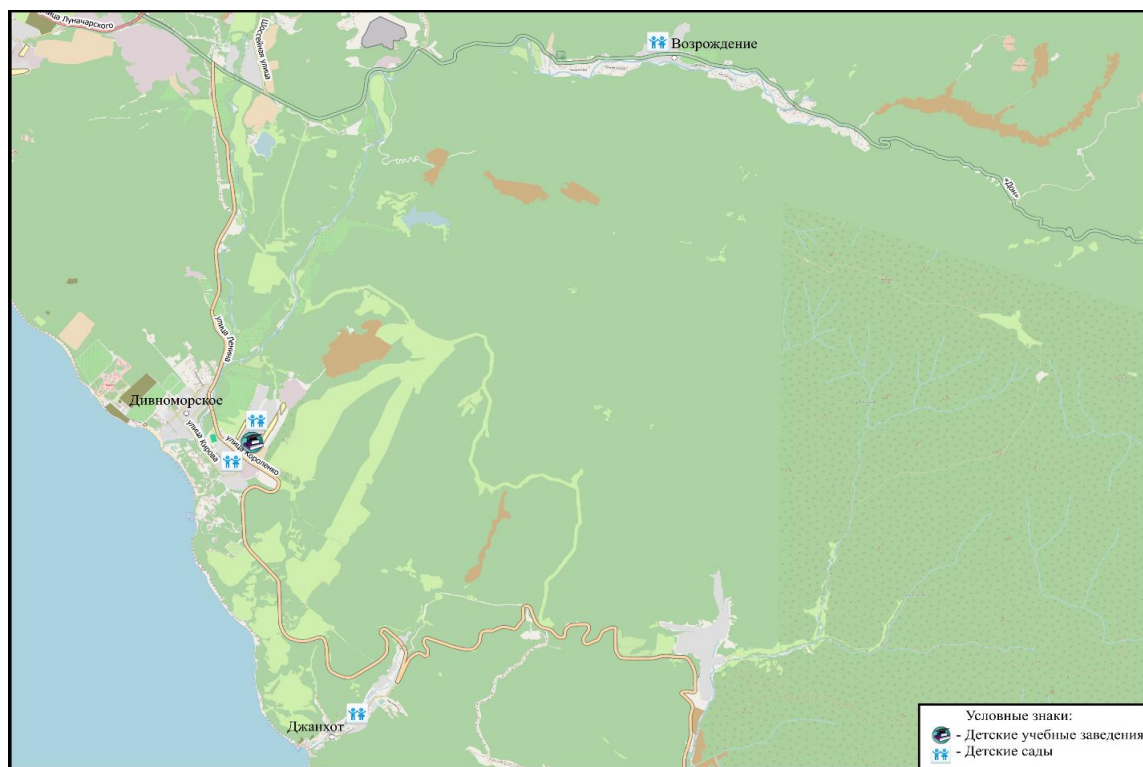 улица Луначарского
Шоссейная улица
Возрождение
«Дон»
улица Ленина
Дивноморское
улица Кирова
улица Короленко
Джанхот
Условные знаки:
- Детские учебные заведения
- Детские сады